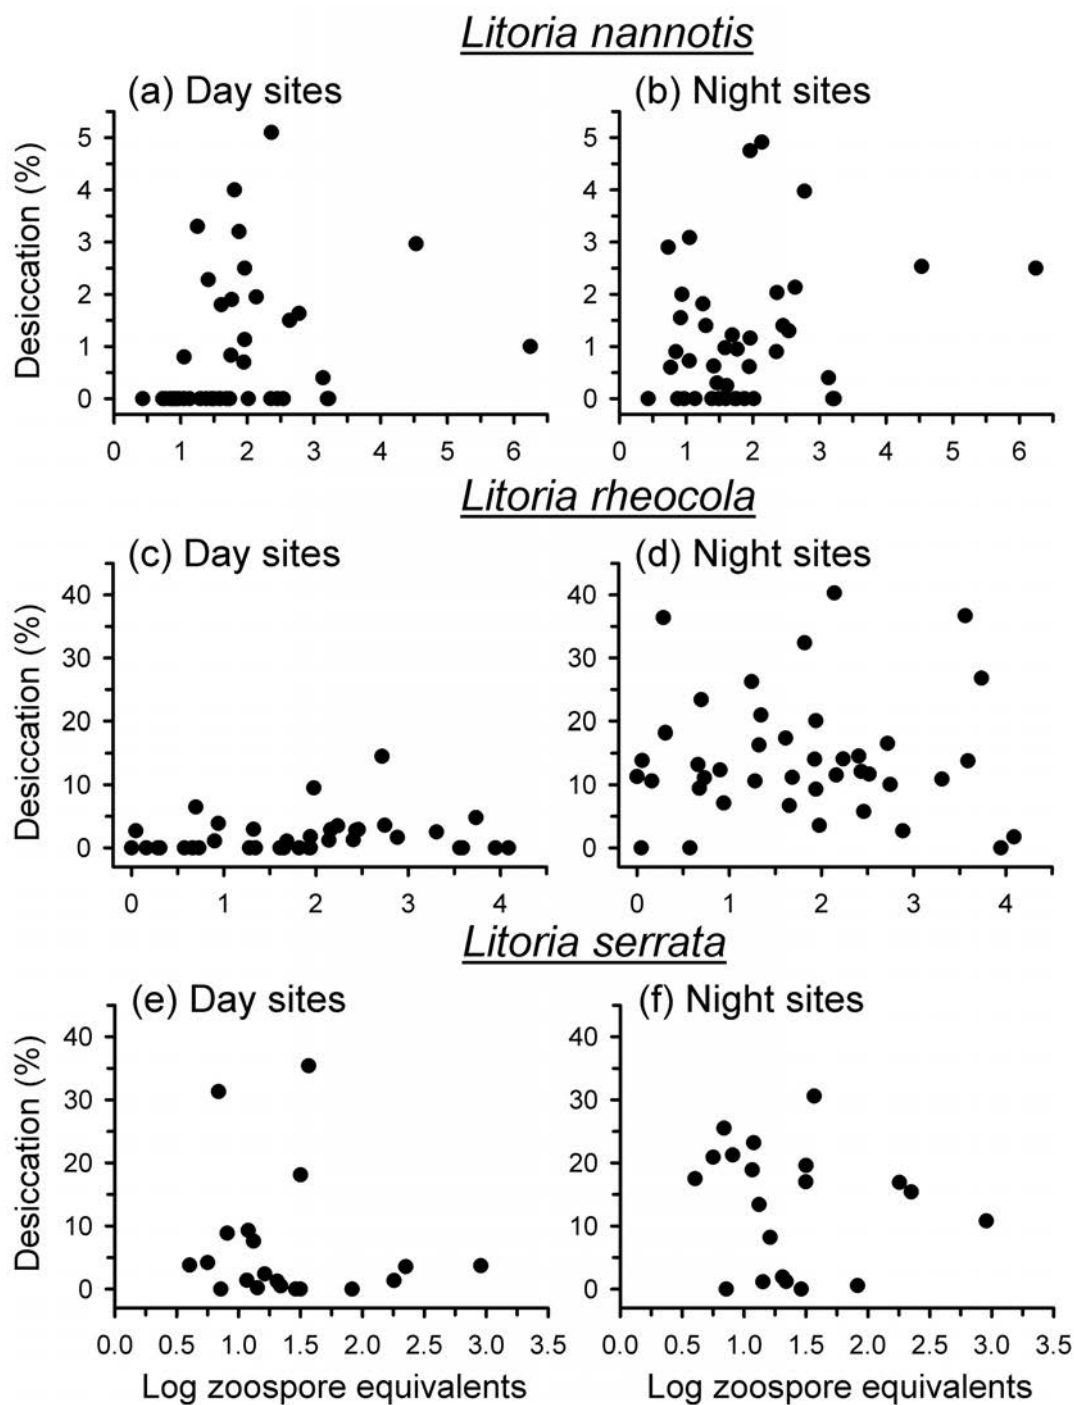 Litoria nannotis
(a) Day sites
(b) Night sites
Desiccation (%)
5
4
3
2
1
0
5
4
3
2
1
0
0 1 2 3 4 5 6
0 1 2 3 4 5 6
Litoria rheocola
(c) Day sites
(d) Night sites
Desiccation (%)
40
30
20
10
0
40
30
20
10
0
0 1 2 3 4
0 1 2 3 4
Litoria serrata
(e) Day sites
(f) Night sites
Desiccation (%)
40
30
20
10
0
40
30
20
10
0
0.0 0.5 1.0 1.5 2.0 2.5 3.0 3.5
0.0 0.5 1.0 1.5 2.0 2.5 3.0 3.5
Log zoospore equivalents
Log zoospore equivalents